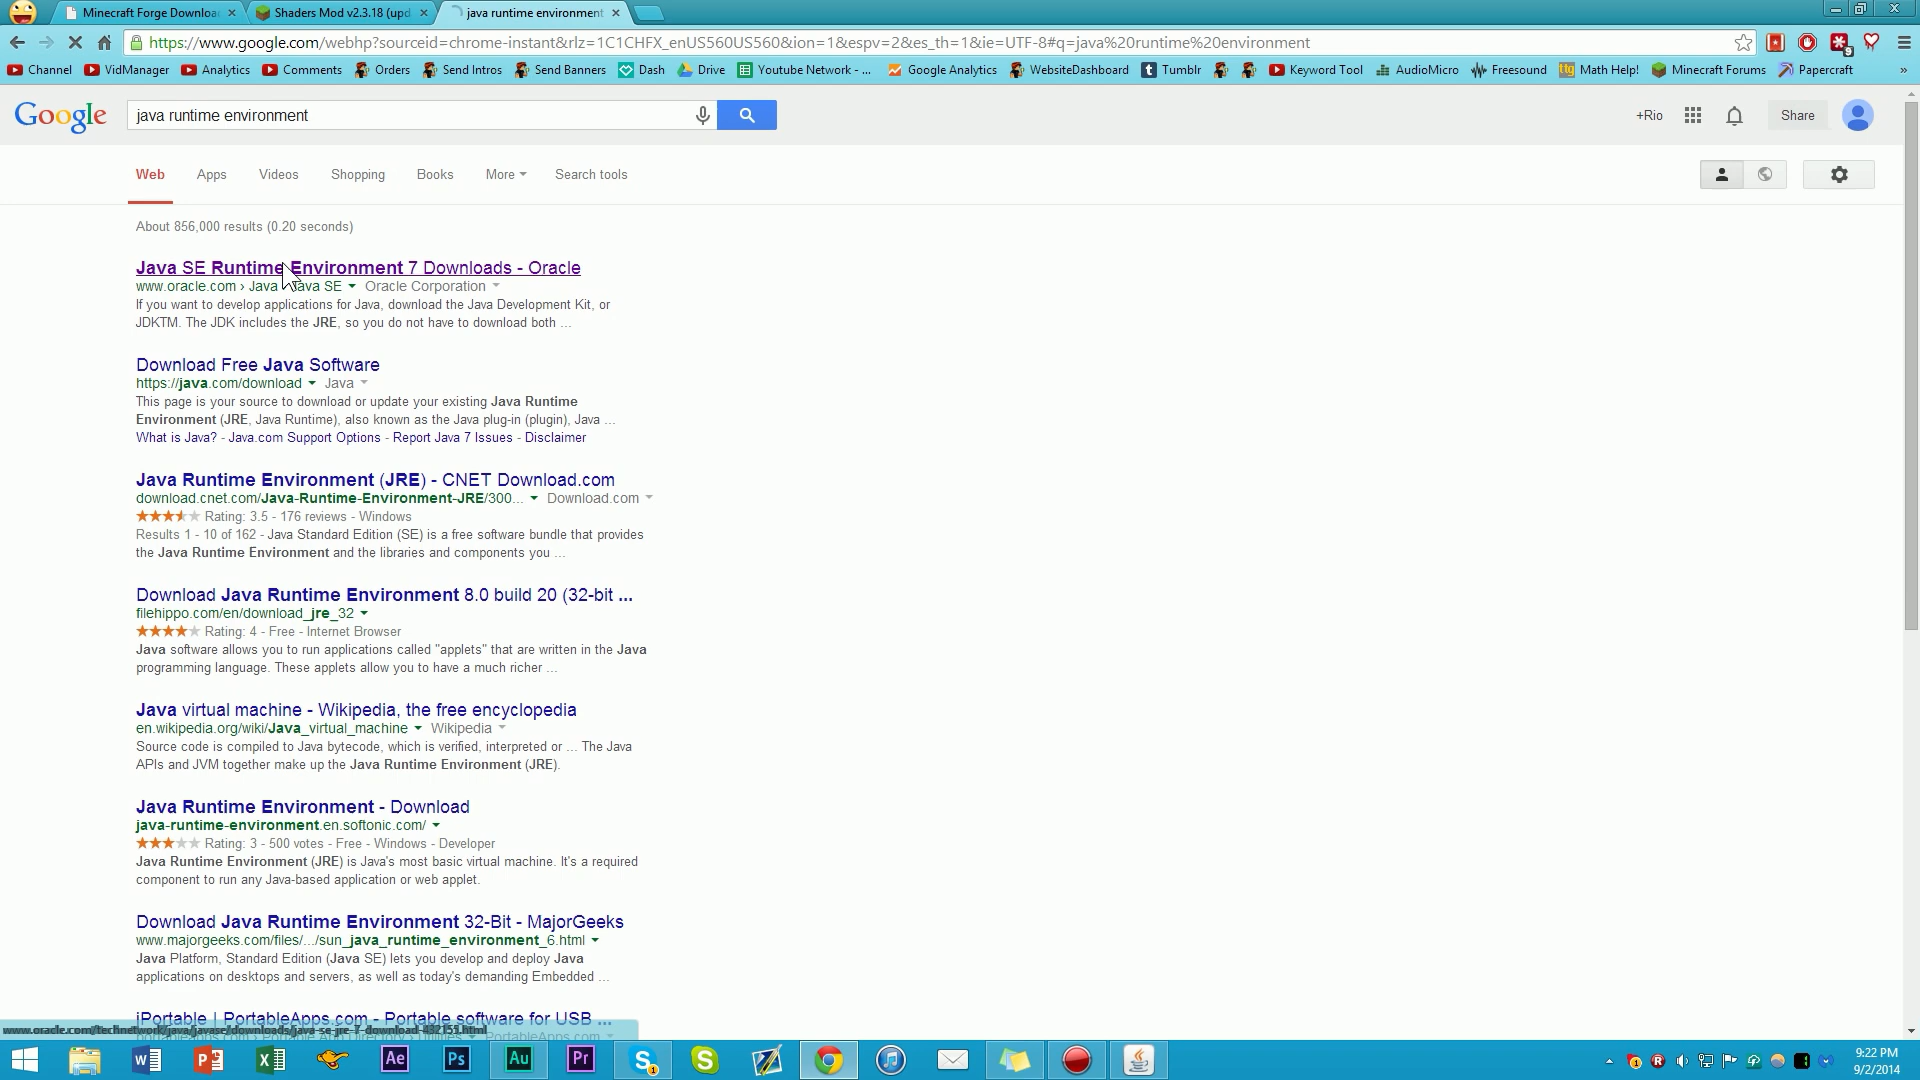 Minecraft Forge Download
Shaders Mod v2.3.18 (upd
java runtime environment
https://www.google.com/webhp?sourceid=chrome-instant&rlz=1C1CHFX_enUS560US560&ion=1&espv=2&es_th=1&ie=UTF-8#q=java%20runtime%20environment
Channel VidManager Analytics Comments Orders Send Intros Send Banners Dash Drive Youtube Network - ... Google Analytics WebsiteDashboard Tumblr Keyword Tool AudioMicro Freesound Math Help! Minecraft Forums Papercraft »
Google java runtime environment +Rio Share
Web Apps Videos Shopping Books More Search tools
About 856,000 results (0.20 seconds)
Java SE Runtime Environment 7 Downloads - Oracle
www.oracle.com › Java Java SE Oracle Corporation
If you want to develop applications for Java, download the Java Development Kit, or
JDKTM. The JDK includes the JRE, so you do not have to download both ...
Download Free Java Software
https://java.com/download Java
This page is your source to download or update your existing Java Runtime
Environment (JRE, Java Runtime), also known as the Java plug-in (plugin), Java ...
What is Java? - Java.com Support Options - Report Java 7 Issues - Disclaimer
Java Runtime Environment (JRE) - CNET Download.com
download.cnet.com/Java-Runtime-Environment-JRE/300... Download.com
Rating: 3.5 - 176 reviews - Windows
Results 1 - 10 of 162 - Java Standard Edition (SE) is a free software bundle that provides
the Java Runtime Environment and the libraries and components you ...
Download Java Runtime Environment 8.0 build 20 (32-bit ...
filehippo.com/en/download_jre_32
Rating: 4 - Free - Internet Browser
Java software allows you to run applications called "applets" that are written in the Java
programming language. These applets allow you to have a much richer ...
Java virtual machine - Wikipedia, the free encyclopedia
en.wikipedia.org/wiki/Java_virtual_machine Wikipedia
Source code is compiled to Java bytecode, which is verified, interpreted or ... The Java
APIs and JVM together make up the Java Runtime Environment (JRE).
Java Runtime Environment - Download
java-runtime-environment.en.softonic.com/
Rating: 3 - 500 votes - Free - Windows - Developer
Java Runtime Environment (JRE) is Java's most basic virtual machine. It's a required
component to run any Java-based application or web applet.
Download Java Runtime Environment 32-Bit - MajorGeeks
www.majorgeeks.com/files/.../sun_java_runtime_environment_6.html
Java Platform, Standard Edition (Java SE) lets you develop and deploy Java
applications on desktops and servers, as well as today's demanding Embedded ...
iPortable | PortableApps.com - Portable software for USB ...
www.oracle.com/technetwork/java/javase/downloads/java-se-jre-7-download-432155.html
9:22 PM
9/2/2014